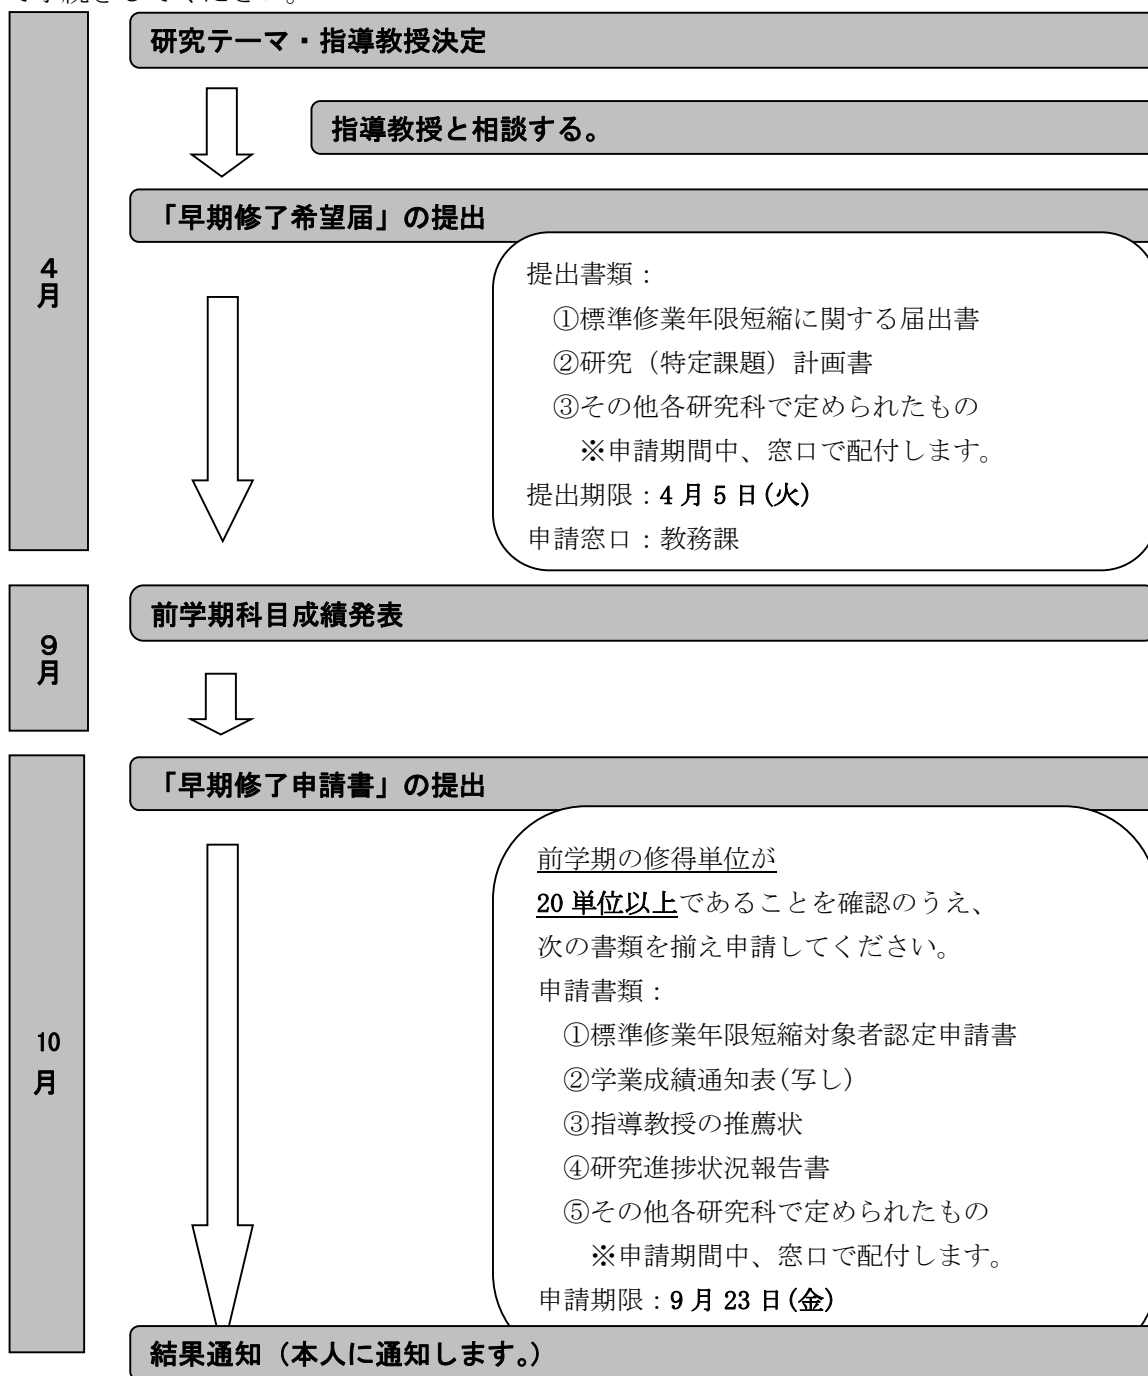 研究テーマ・指導教授決定
指導教授と相談する。
「早期修了希望届」の提出
4
月
提出書類：
①標準修業年限短縮に関する届出書
②研究（特定課題）計画書
③その他各研究科で定められたもの
※申請期間中、窓口で配付します。
提出期限：4 月 5 日(火)
申請窓口：教務課
9
月
前学期科目成績発表
「早期修了申請書」の提出
10
月
前学期の修得単位が
20 単位以上であることを確認のうえ、
次の書類を揃え申請してください。
申請書類：
①標準修業年限短縮対象者認定申請書
②学業成績通知表(写し)
③指導教授の推薦状
④研究進捗状況報告書
⑤その他各研究科で定められたもの
※申請期間中、窓口で配付します。
申請期限：9 月 23 日(金)
結果通知（本人に通知します。）